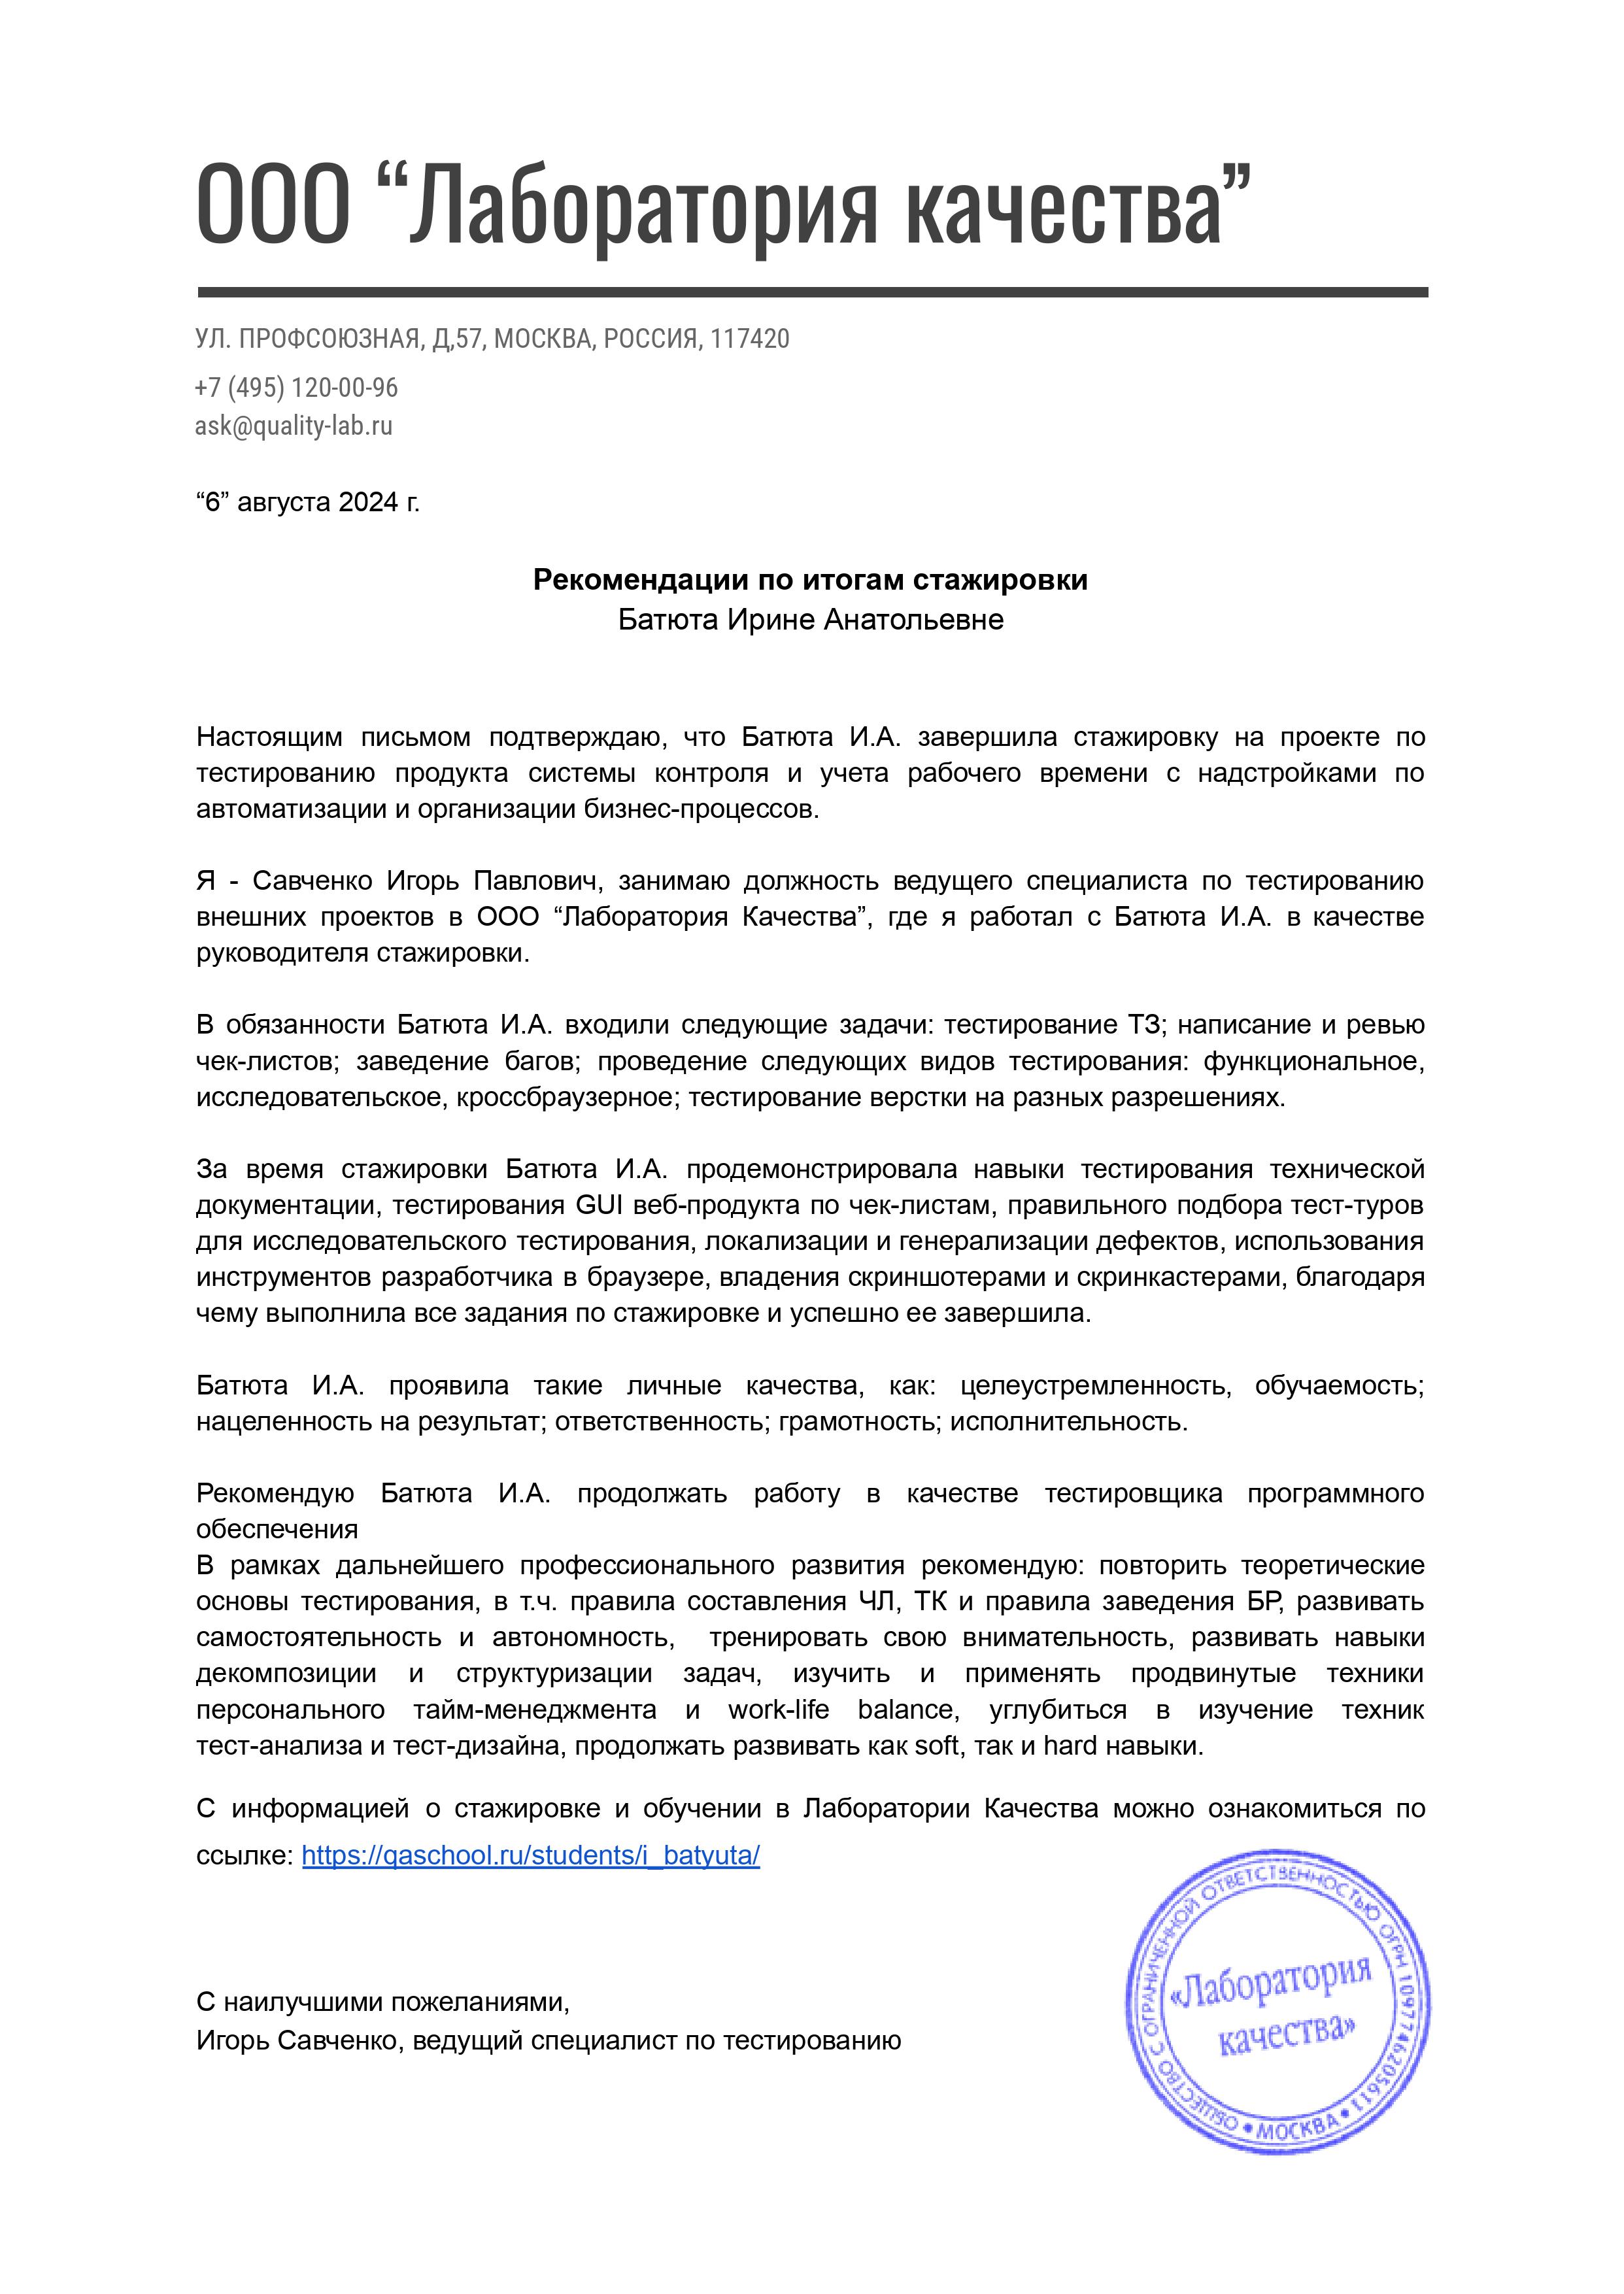 ООО “Лаборатория качества”
УЛ. ПРОФСОЮЗНАЯ, Д,57, МОСКВА, РОССИЯ, 117420
+7 (495) 120-00-96
ask@quality-lab.ru
“6” августа 2024 г.
Рекомендации по итогам стажировки
Батюта Ирине Анатольевне
Настоящим письмом подтверждаю, что Батюта И.А. завершила стажировку на проекте по
тестированию продукта системы контроля и учета рабочего времени с надстройками по
автоматизации и организации бизнес-процессов.
Я - Савченко Игорь Павлович, занимаю должность ведущего специалиста по тестированию
внешних проектов в ООО “Лаборатория Качества”, где я работал с Батюта И.А. в качестве
руководителя стажировки.
В обязанности Батюта И.А. входили следующие задачи: тестирование ТЗ; написание и ревью
чек-листов; заведение багов; проведение следующих видов тестирования: функциональное,
исследовательское, кроссбраузерное; тестирование верстки на разных разрешениях.
За время стажировки Батюта И.А. продемонстрировала навыки тестирования технической
документации, тестирования GUI веб-продукта по чек-листам, правильного подбора тест-туров
для исследовательского тестирования, локализации и генерализации дефектов, использования
инструментов разработчика в браузере, владения скриншотерами и скринкастерами, благодаря
чему выполнила все задания по стажировке и успешно ее завершила.
Батюта И.А. проявила такие личные качества, как: целеустремленность, обучаемость;
нацеленность на результат; ответственность; грамотность; исполнительность.
Рекомендую Батюта И.А. продолжать работу в качестве тестировщика программного
обеспечения
В рамках дальнейшего профессионального развития рекомендую: повторить теоретические
основы тестирования, в т.ч. правила составления ЧЛ, ТК и правила заведения БР, развивать
самостоятельность и автономность, тренировать свою внимательность, развивать навыки
декомпозиции и структуризации задач, изучить и применять продвинутые техники
персонального тайм-менеджмента и work-life balance, углубиться в изучение техник
тест-анализа и тест-дизайна, продолжать развивать как soft, так и hard навыки.
С информацией о стажировке и обучении в Лаборатории Качества можно ознакомиться по
ссылке: https://qaschool.ru/students/i_batyuta/
С наилучшими пожеланиями,
Игорь Савченко, ведущий специалист по тестированию
ОБЩЕСТВО С ОГРАНИЧЕННОЙ ОТВЕТСТВЕННОСТЬЮ ОГРН 1097746205611
• МОСКВА •
«Лаборатория
качества»